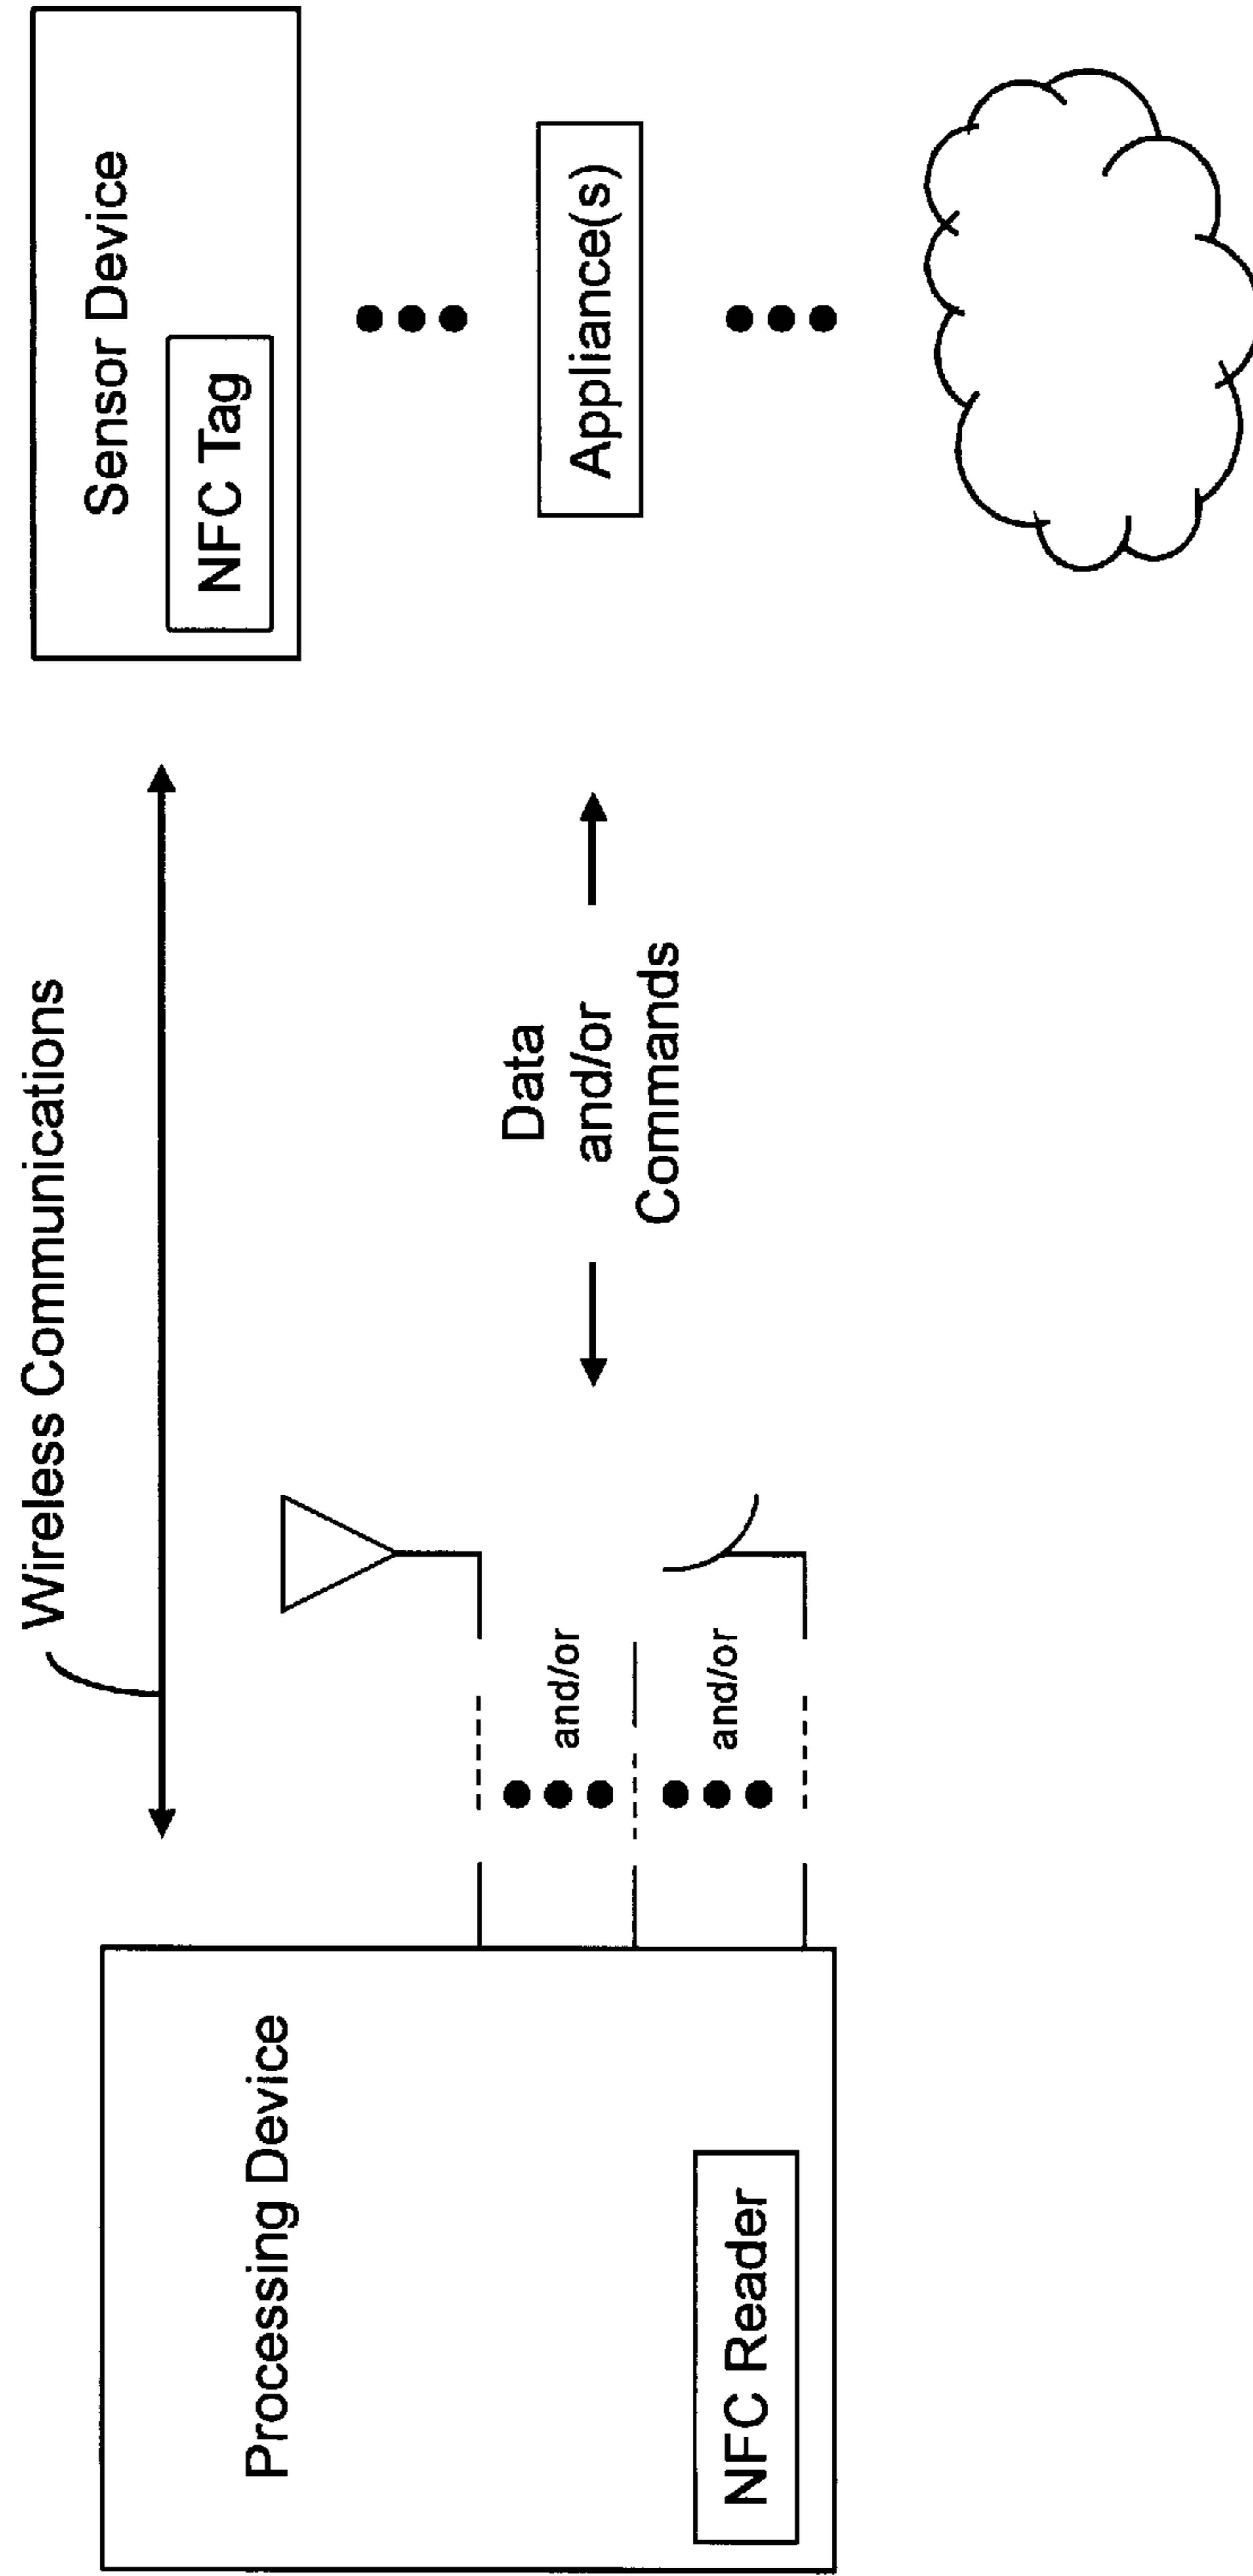 Wireless Communications
Processing Device
NFC Reader
and/or
and/or
Data
and/or
Commands
Sensor Device
NFC Tag
Appliance(s)